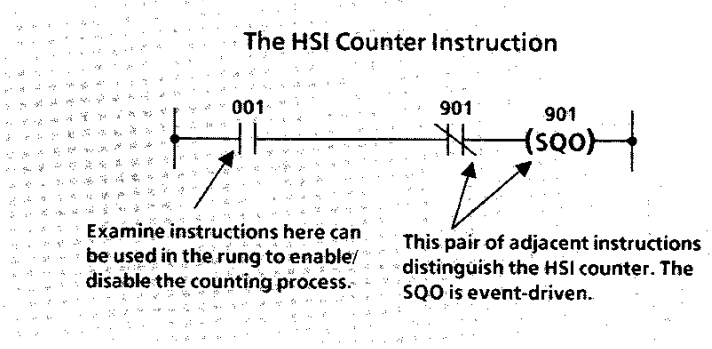 The HSI Counter Instruction
001 901 901
(SQO)
Examine instructions here can
be used in the rung to enable/
disable the counting process.
This pair of adjacent instructions
distinguish the HSI counter. The
SQO is event-driven.